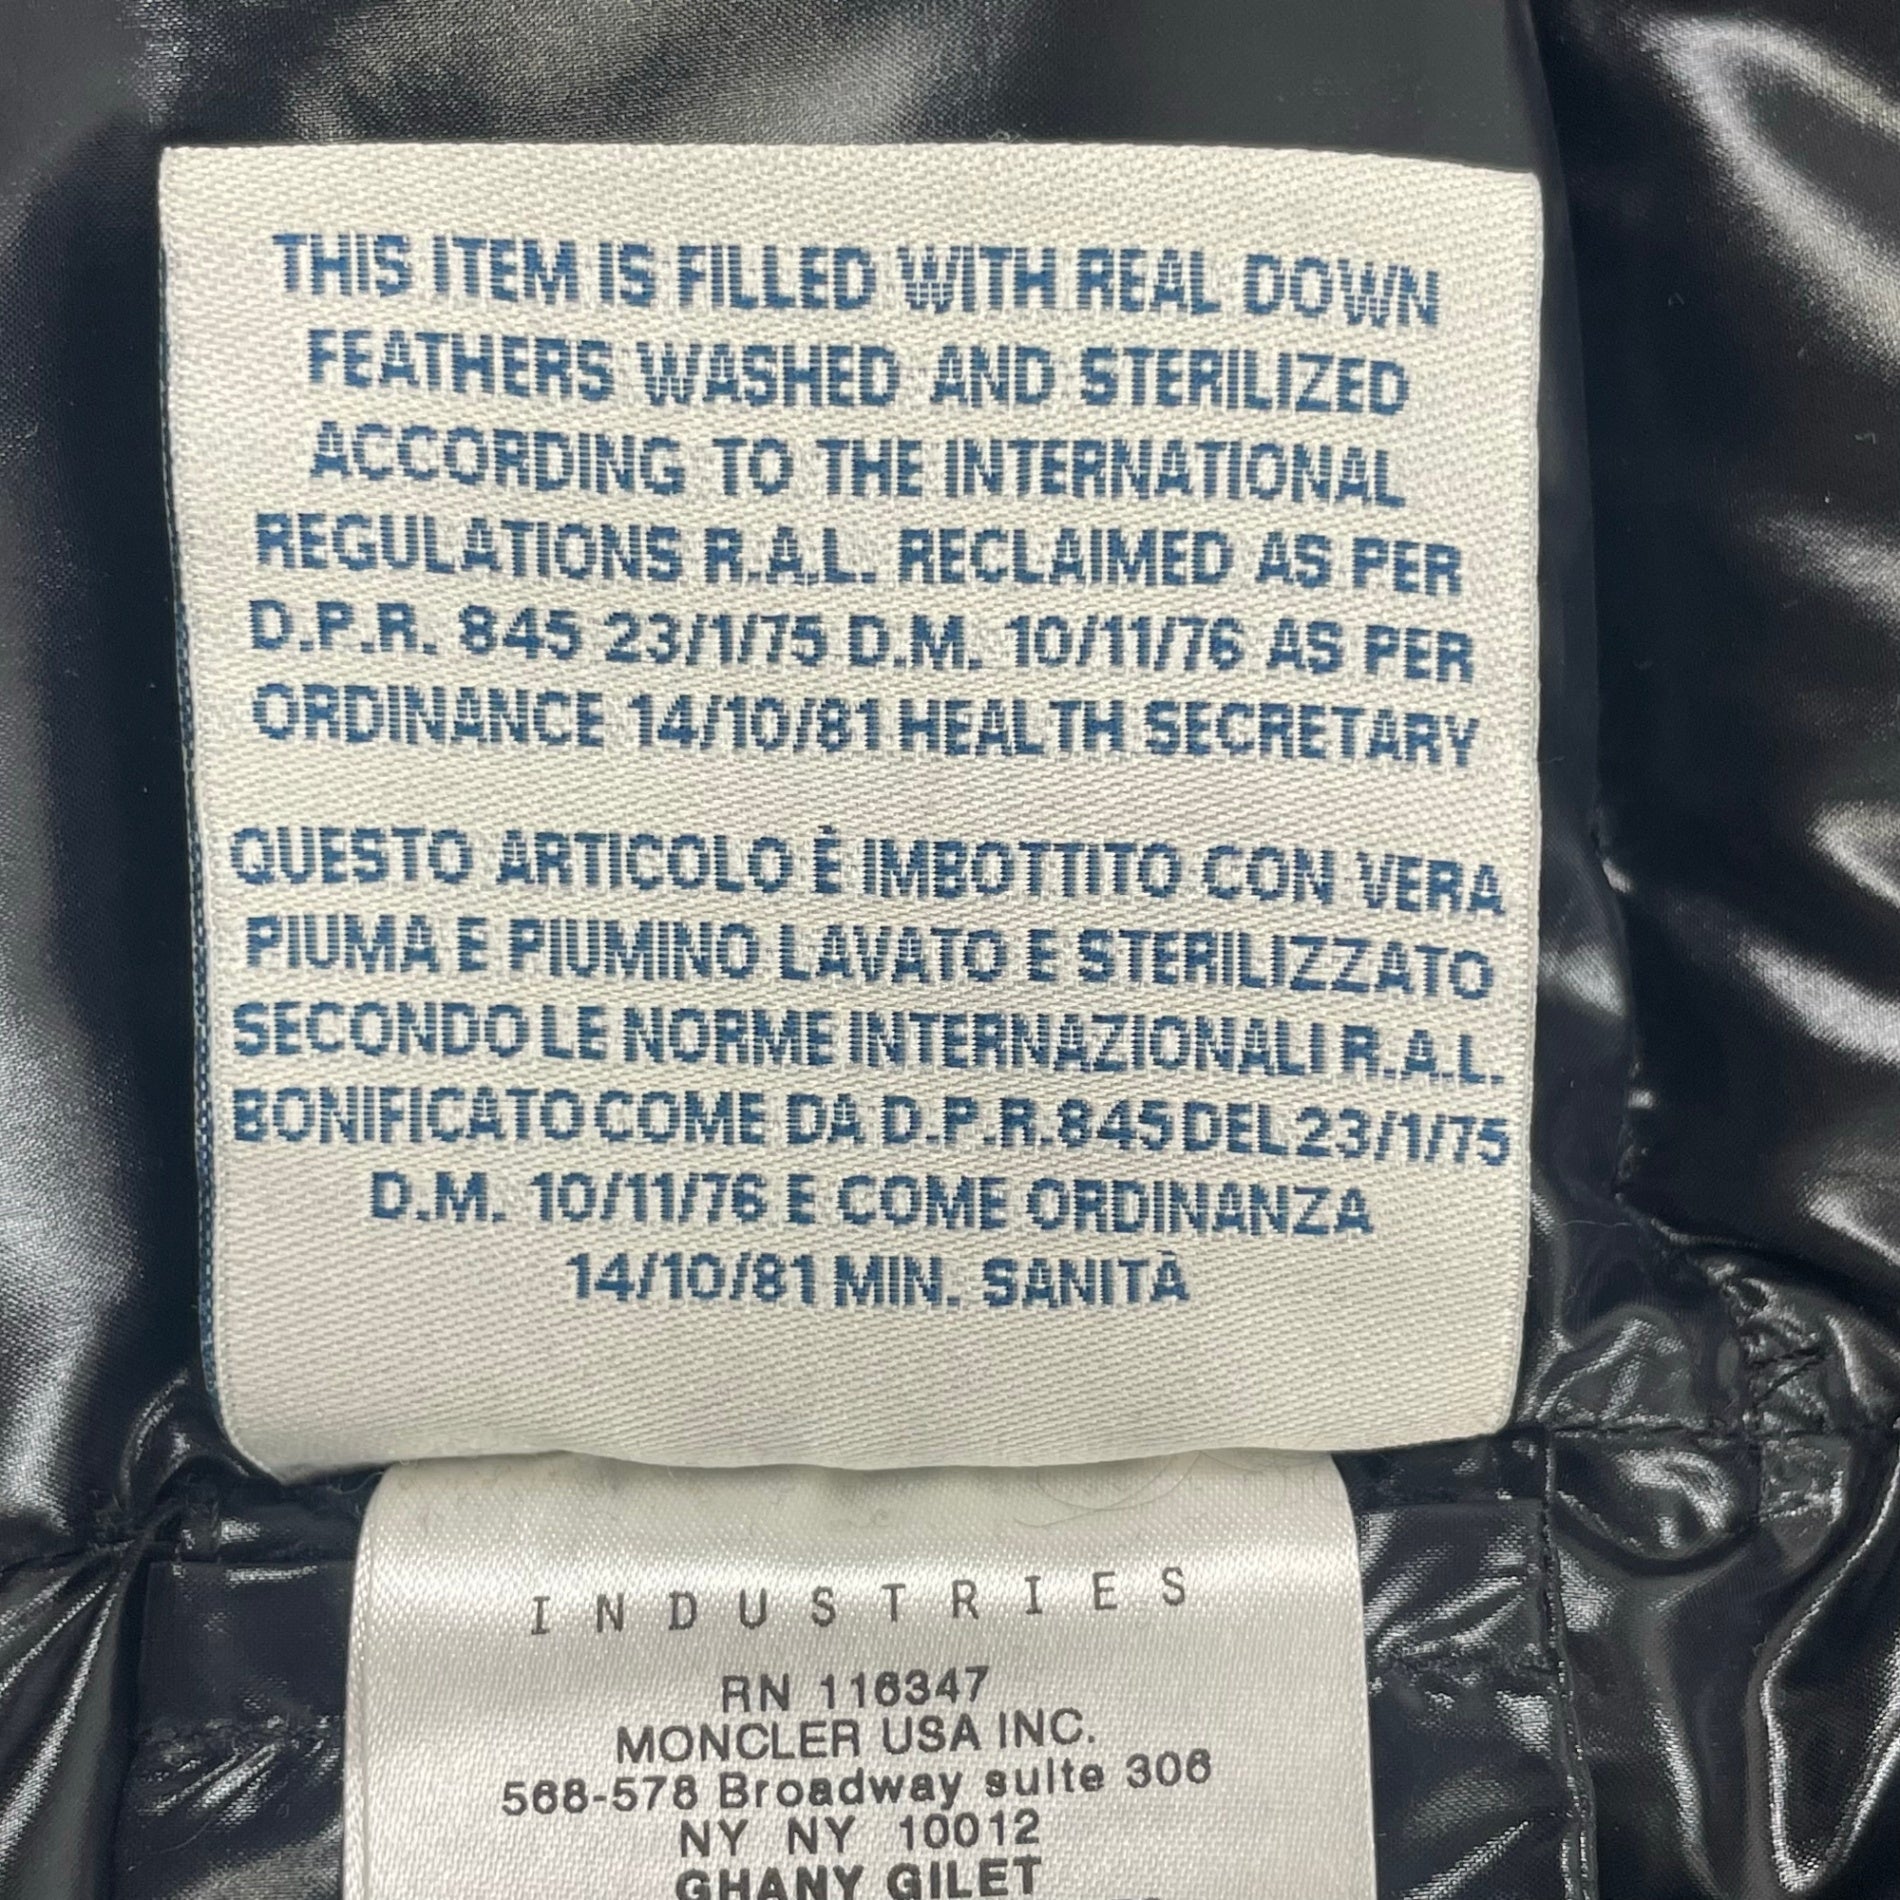 THIS ITEM IS FILLED WITH REAL DOWN
FEATHERS WASHED AND STERILIZED
ACCORDING TO THE INTERNATIONAL
REGULATIONS R.A.L. RECLAIMED AS PER
D.P.R. 845 23/1/75 D.M. 10/11/76 AS PER
ORDINANCE 14/10/81 HEALTH SECRETARY
QUESTO ARTICOLO È IMBOTTITO CON VERA
PIUMA E PIUMINO LAVATO E STERILIZZATO
SECONDO LE NORME INTERNAZIONALI R.A.L.
BONIFICATO COME DA D.P.R. 845 DEL 23/1/75
D.M. 10/11/76 E COME ORDINANZA
14/10/81 MIN. SANITÀ
INDUSTRIES
RN 116347
MONCLER USA INC.
568-578 Broadway suite 306
NY NY 10012
GHANY GILET